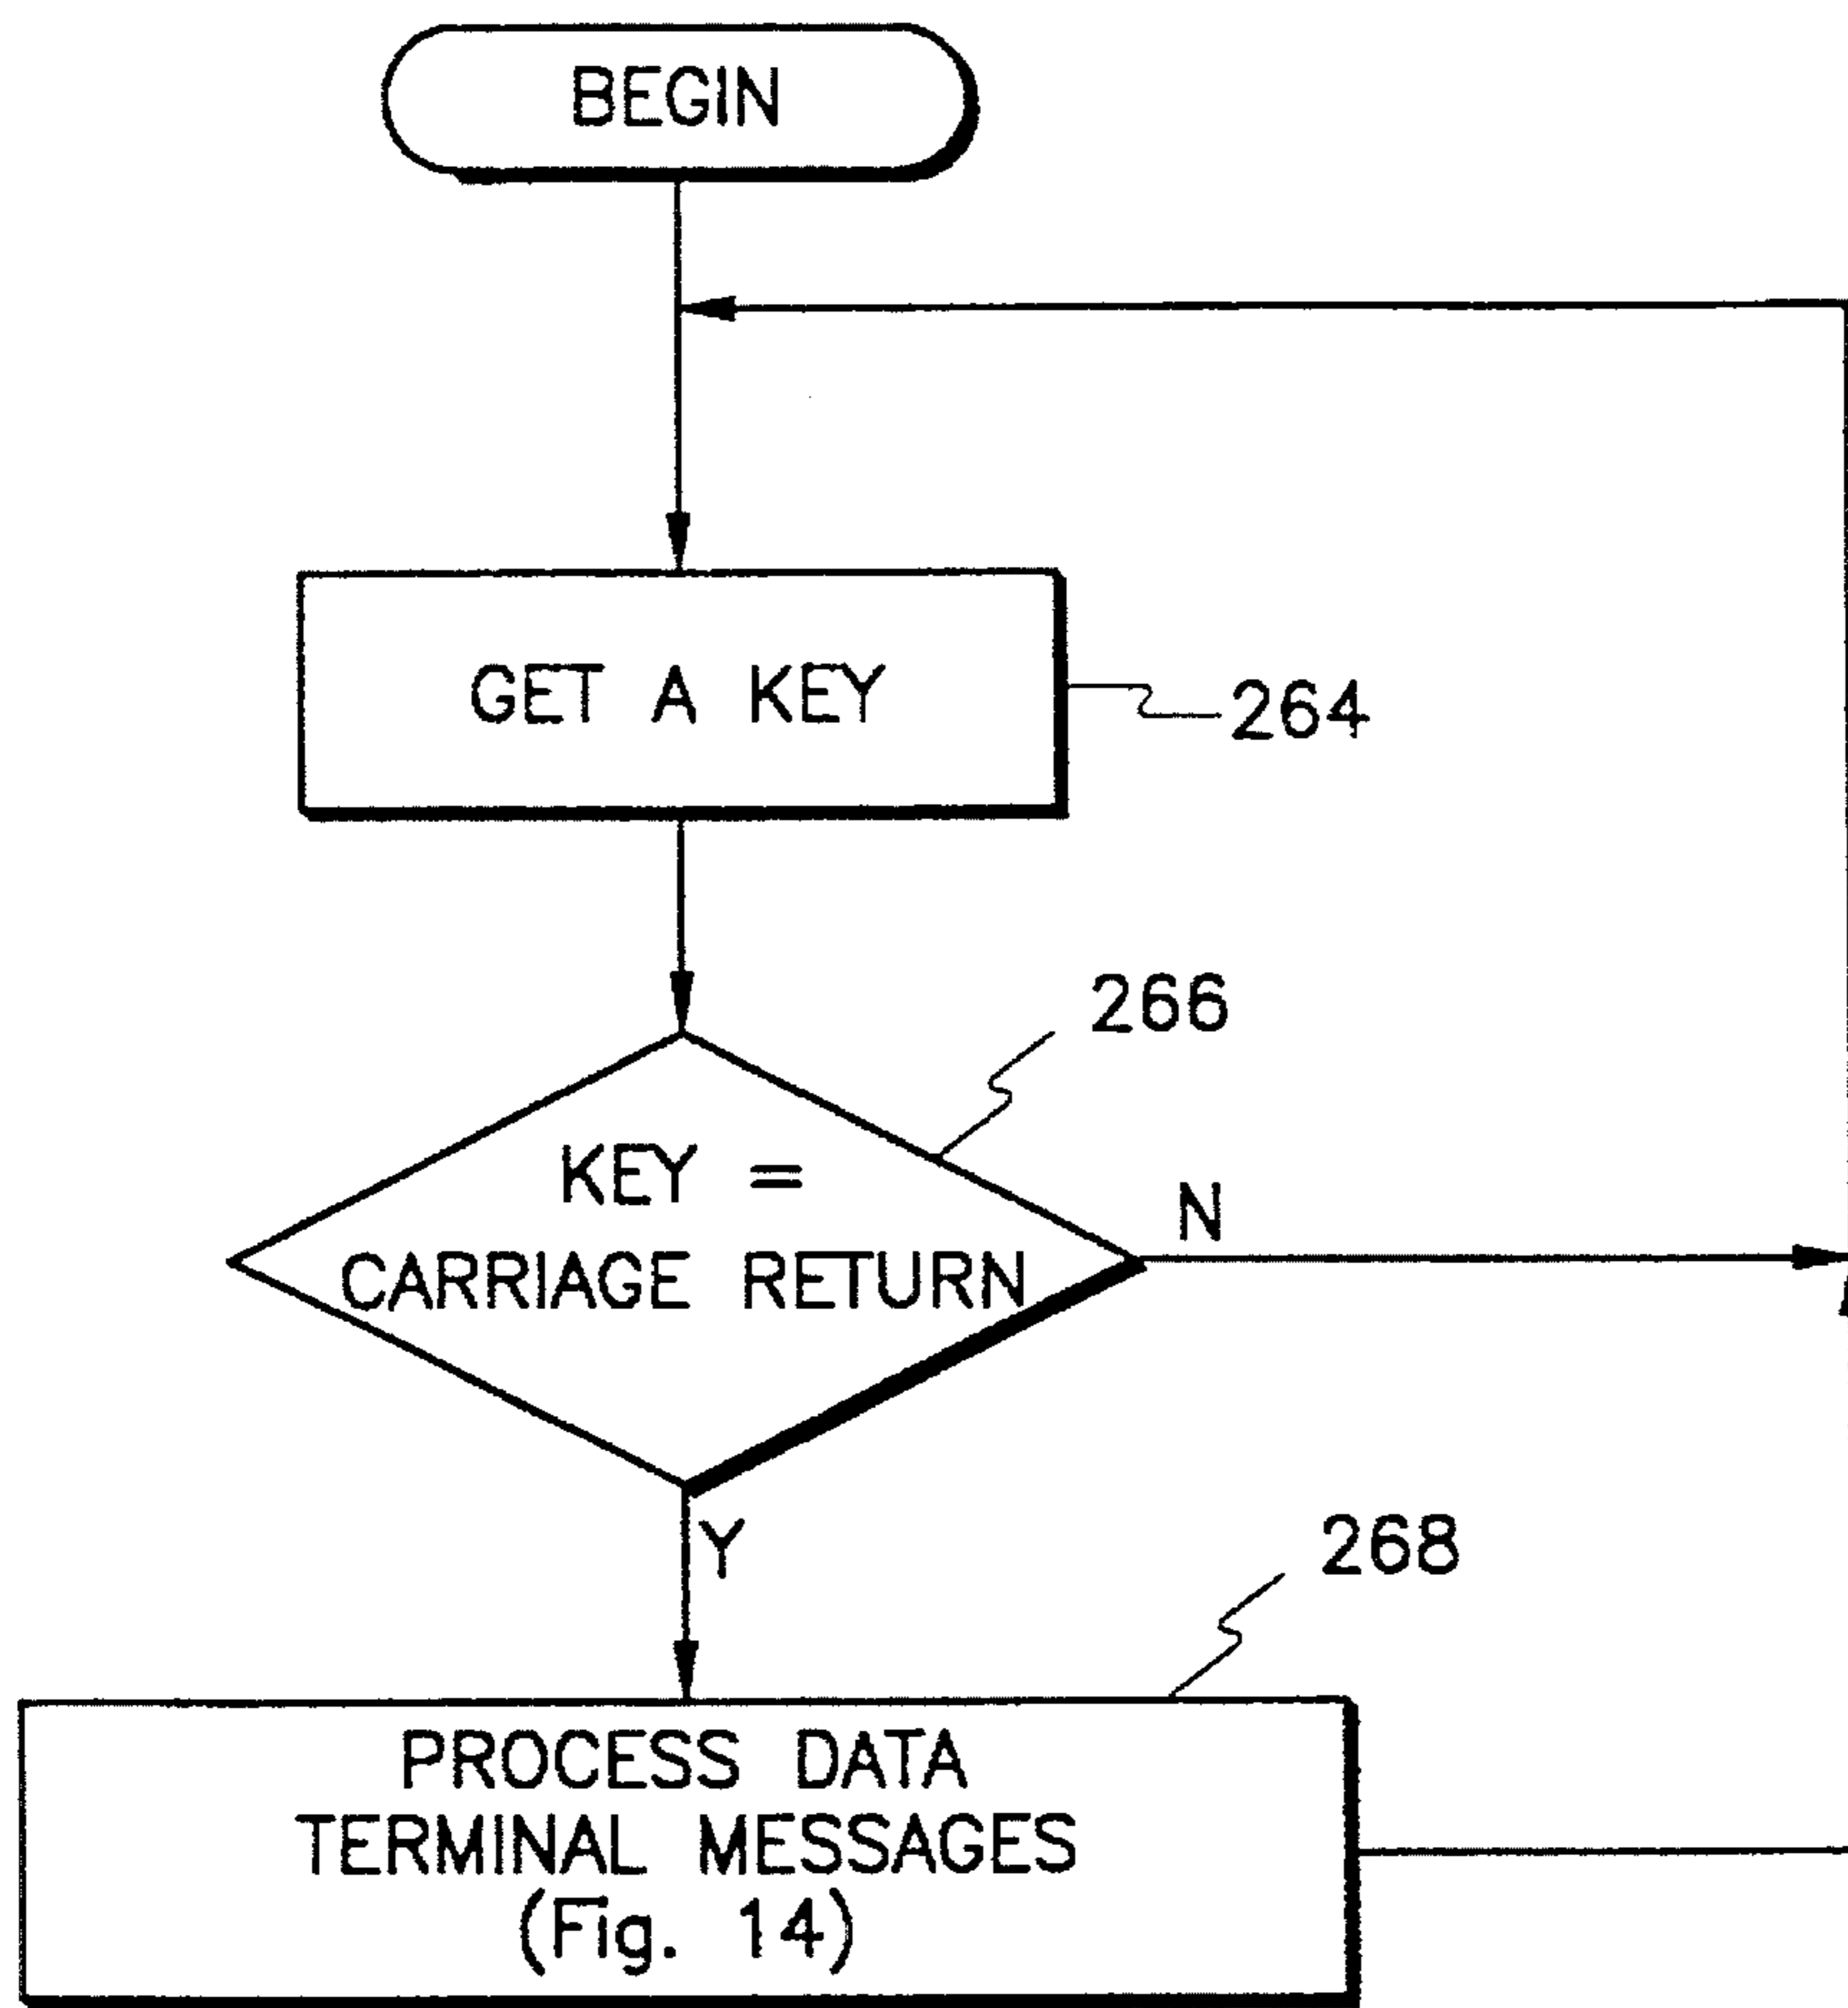 BEGIN
GET A KEY
264
266
KEY =
CARRIAGE RETURN
N
Y
268
PROCESS DATA
TERMINAL MESSAGES
(Fig. 14)